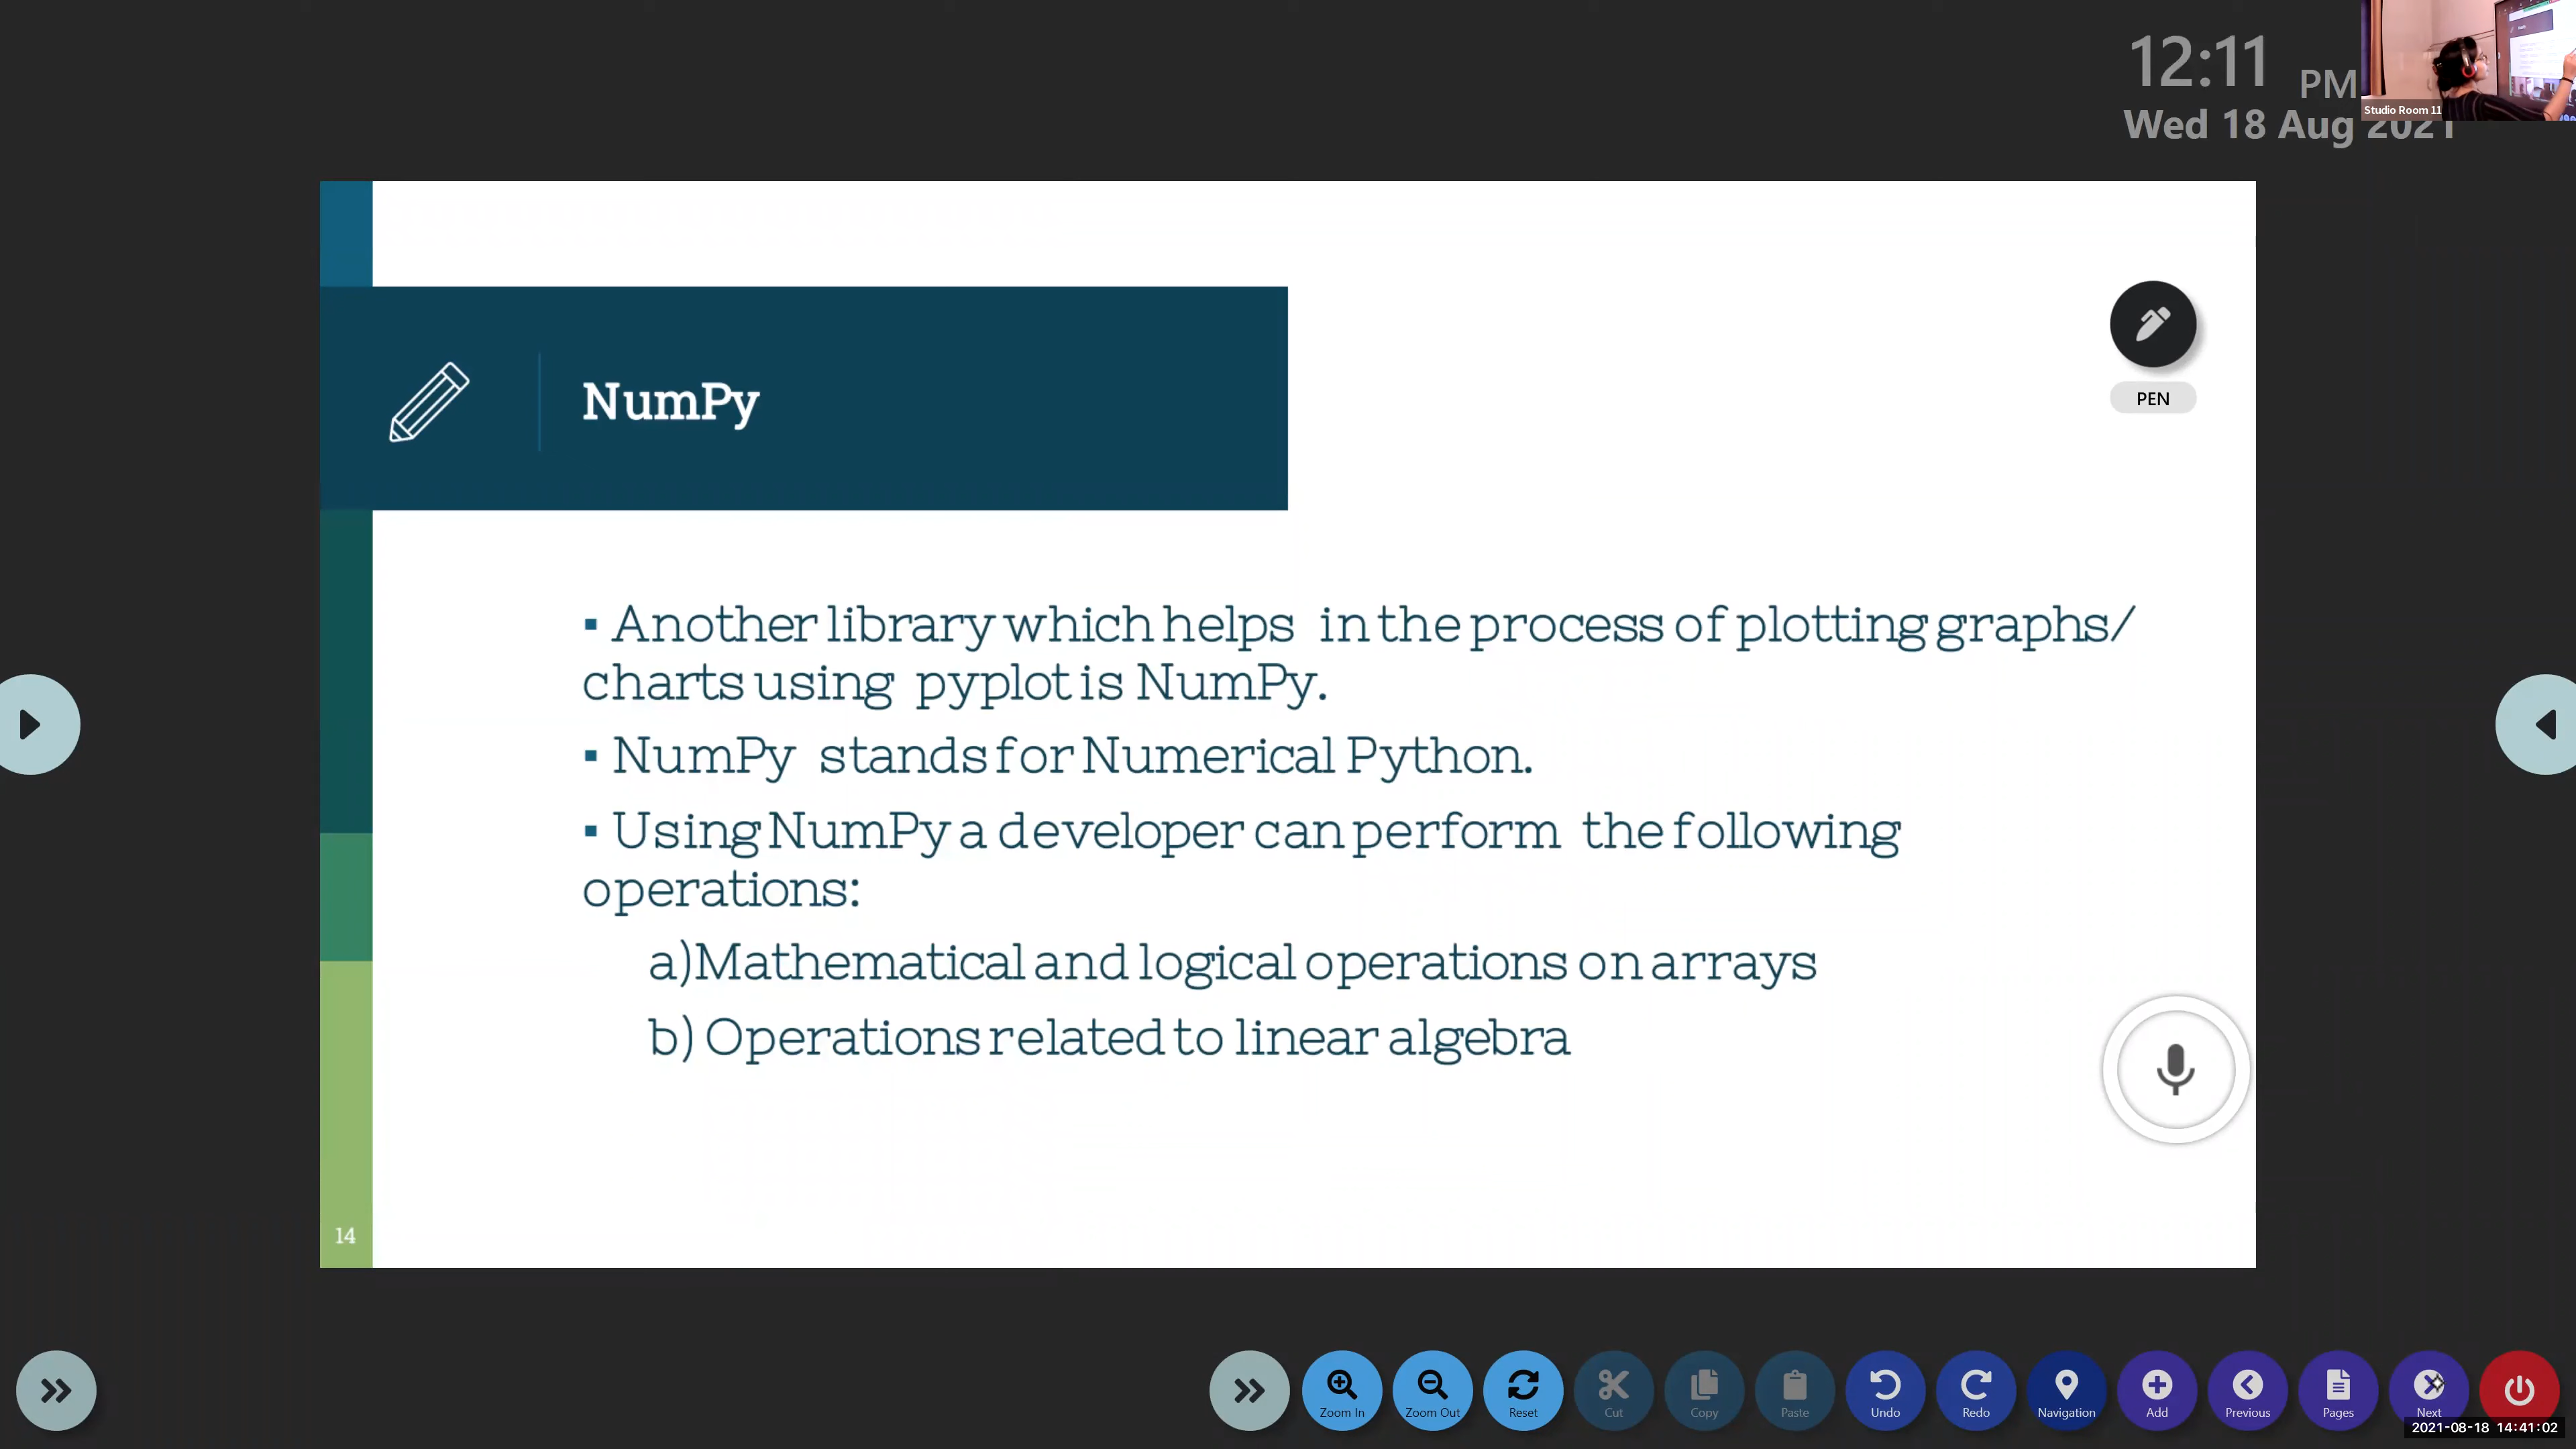 12:11 PM
Studio Room 11
Wed 18 Aug 2021
NumPy
PEN
▪ Another library which helps in the process of plotting graphs/
charts using pyplot is NumPy.
▪ NumPy stands for Numerical Python.
▪ Using NumPy a developer can perform the following
operations:
a)Mathematical and logical operations on arrays
b) Operations related to linear algebra
14
Zoom In
Zoom Out
Reset
Cut
Copy
Paste
Undo
Redo
Navigation
Add
Previous
Pages
Next
2021-08-18 14:41:02